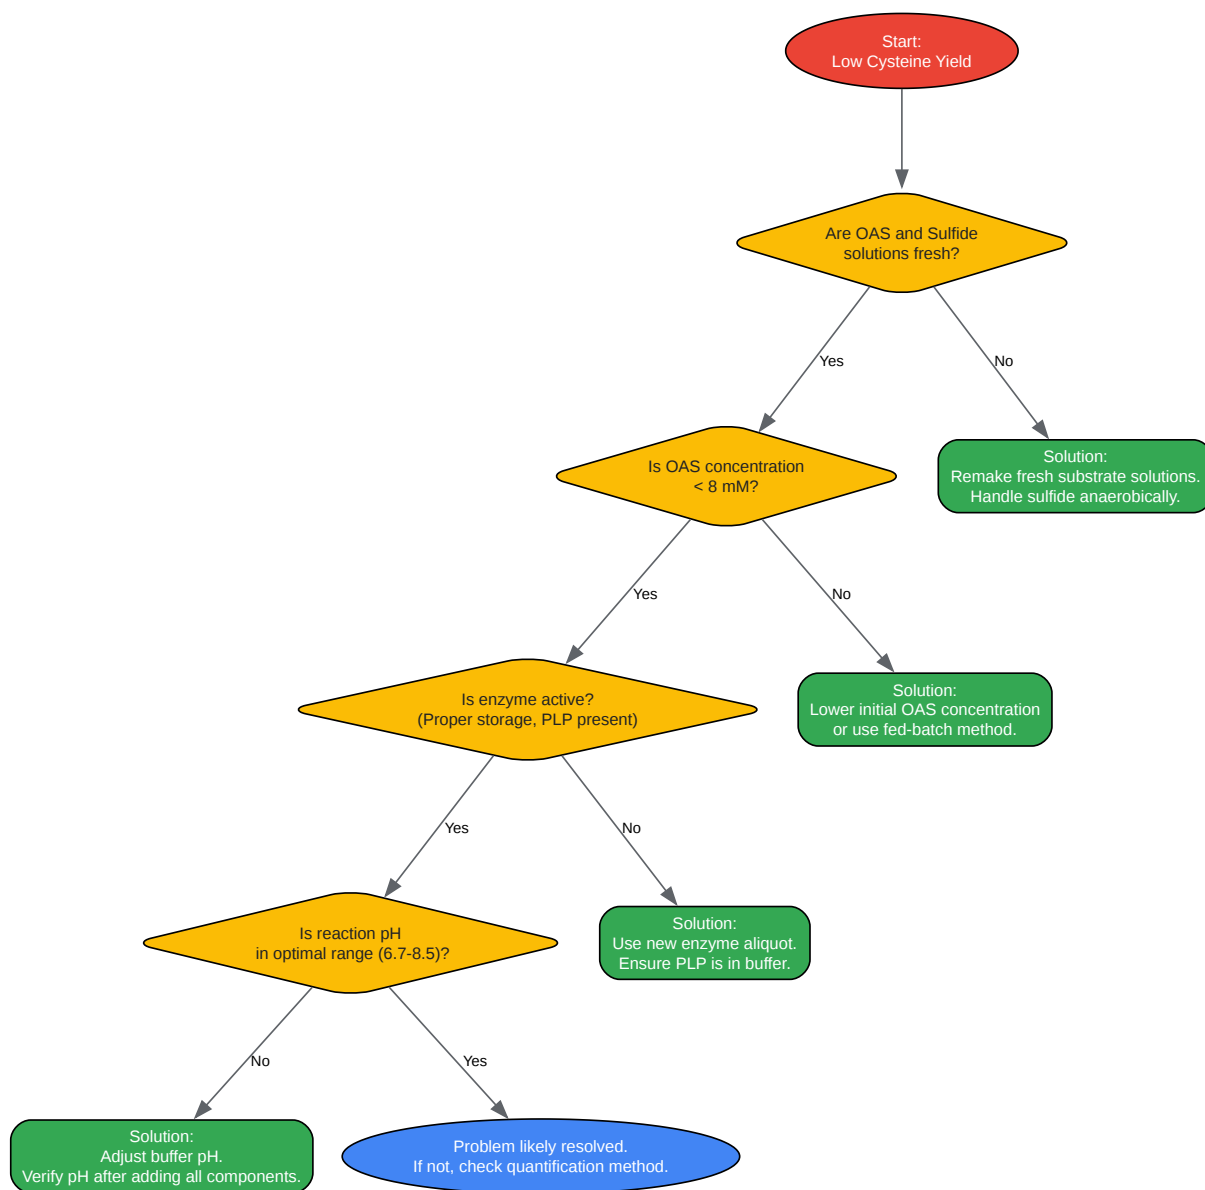 Start:
Low Cysteine Yield
Are OAS and Sulfide
solutions fresh?
Yes
No
Is OAS concentration
< 8 mM?
Solution:
Remake fresh substrate solutions.
Handle sulfide anaerobically.
Yes
No
Is enzyme active?
(Proper storage, PLP present)
Solution:
Lower initial OAS concentration
or use fed-batch method.
Yes
No
Is reaction pH
in optimal range (6.7-8.5)?
Solution:
Use new enzyme aliquot.
Ensure PLP is in buffer.
No
Yes
Solution:
Adjust buffer pH.
Verify pH after adding all components.
Problem likely resolved.
If not, check quantification method.